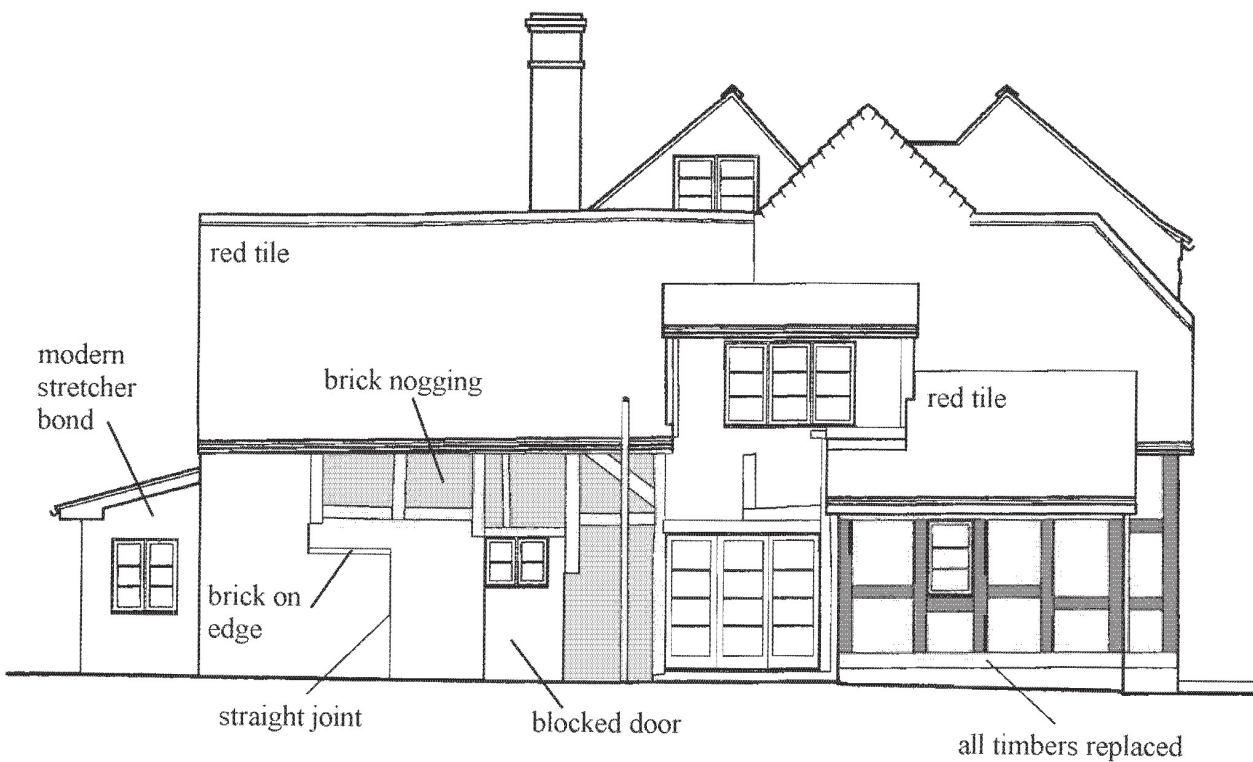 red tile
modern
stretcher
bond
brick nogging
red tile
brick on
edge
straight joint
blocked door
all timbers replaced